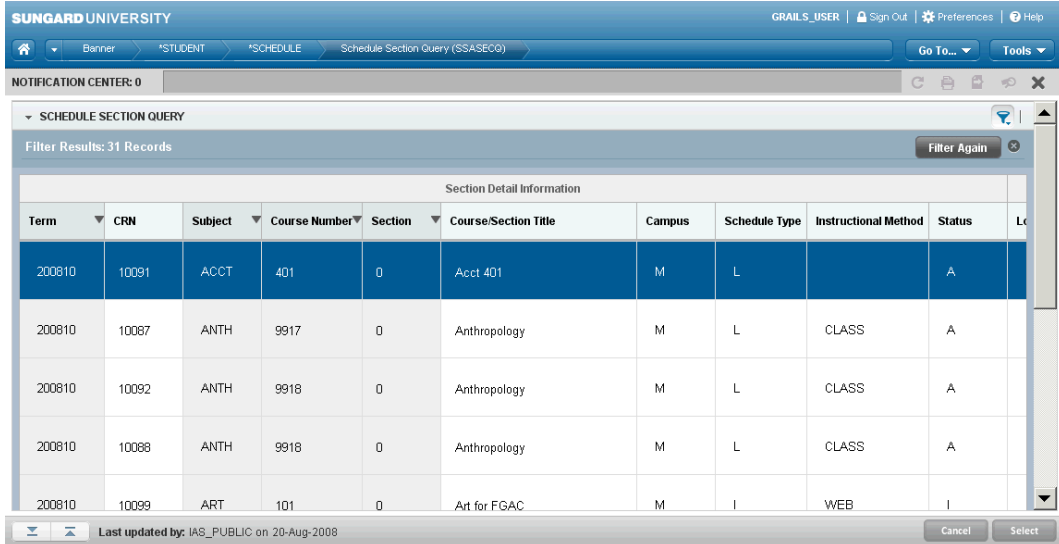 SUNGARD UNIVERSITY
GRAILS_USER | Sign Out | Preferences | Help
Banner *STUDENT *SCHEDULE Schedule Section Query (SSASECQ) Go To... Tools
NOTIFICATION CENTER: 0
SCHEDULE SECTION QUERY
Filter Results: 31 Records Filter Again
Section Detail Information
Term CRN Subject Course Number Section Course/Section Title Campus Schedule Type Instructional Method Status
200810 10091 ACCT 401 0 Acct 401 M L A
200810 10087 ANTH 9917 0 Anthropology M L CLASS A
200810 10092 ANTH 9918 0 Anthropology M L CLASS A
200810 10088 ANTH 9918 0 Anthropology M L CLASS A
200810 10099 ART 101 0 Art for FGAC M I WEB I
Last updated by: IAS_PUBLIC on 20-Aug-2008 Cancel Select